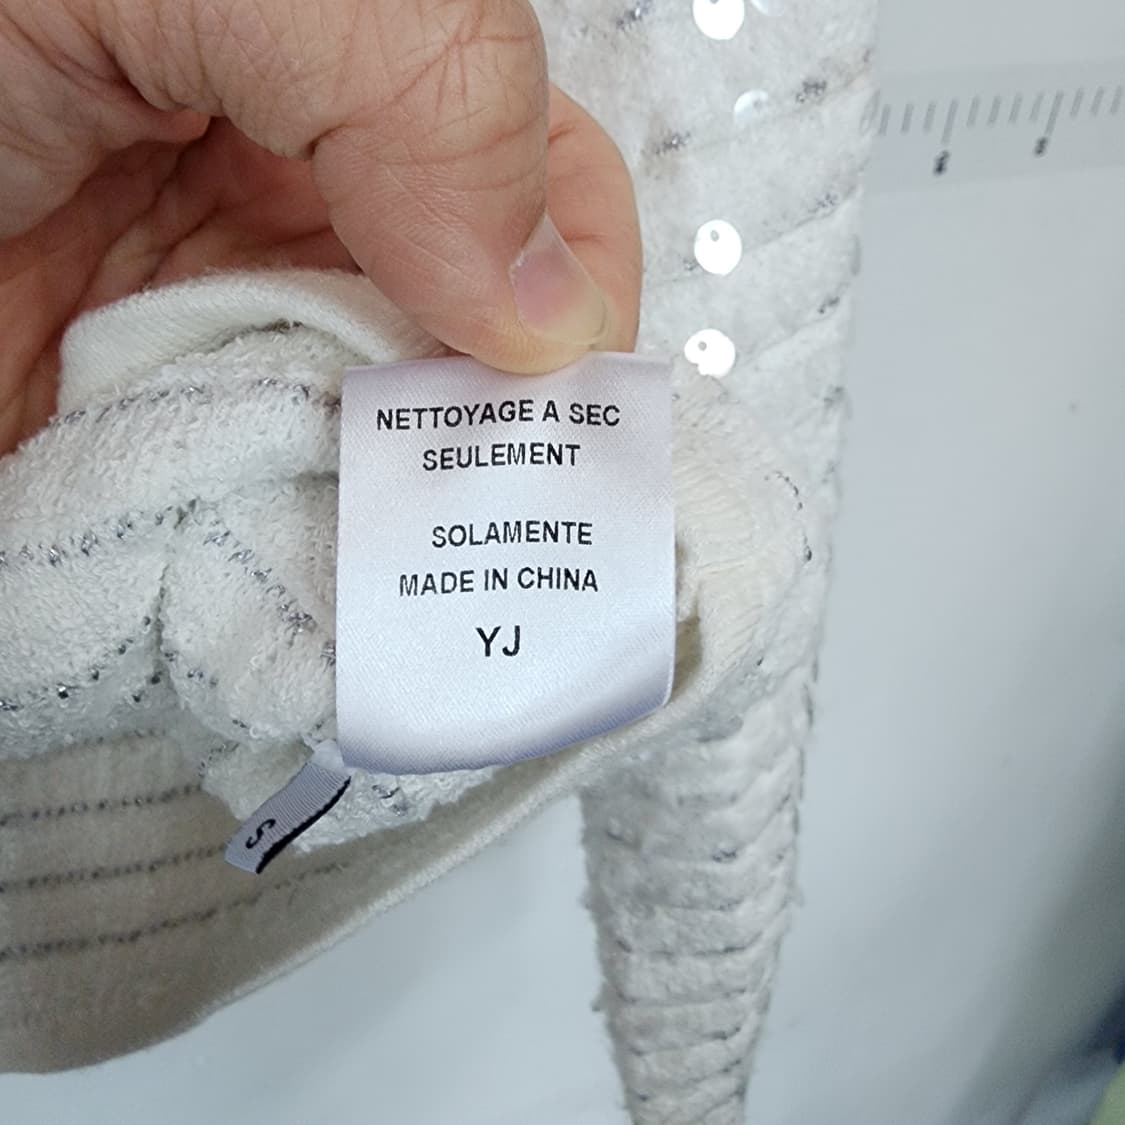 NETTOYAGE A SEC
SEULEMENT
SOLAMENTE
MADE IN CHINA
YJ
S